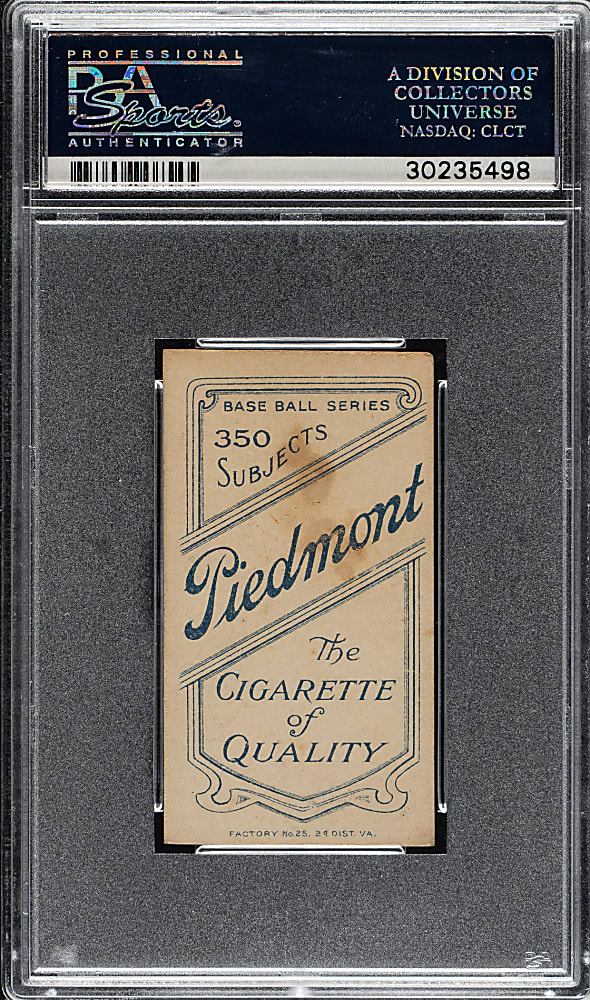 PROFESSIONAL
PSA
Sports®
AUTHENTICATOR
A DIVISION OF
COLLECTORS
UNIVERSE
NASDAQ: CLCT
30235498
BASE BALL SERIES
350
SUBJECTS
Piedmont
The
CIGARETTE
of
QUALITY
FACTORY No. 25, 2d DIST. VA.
PSA